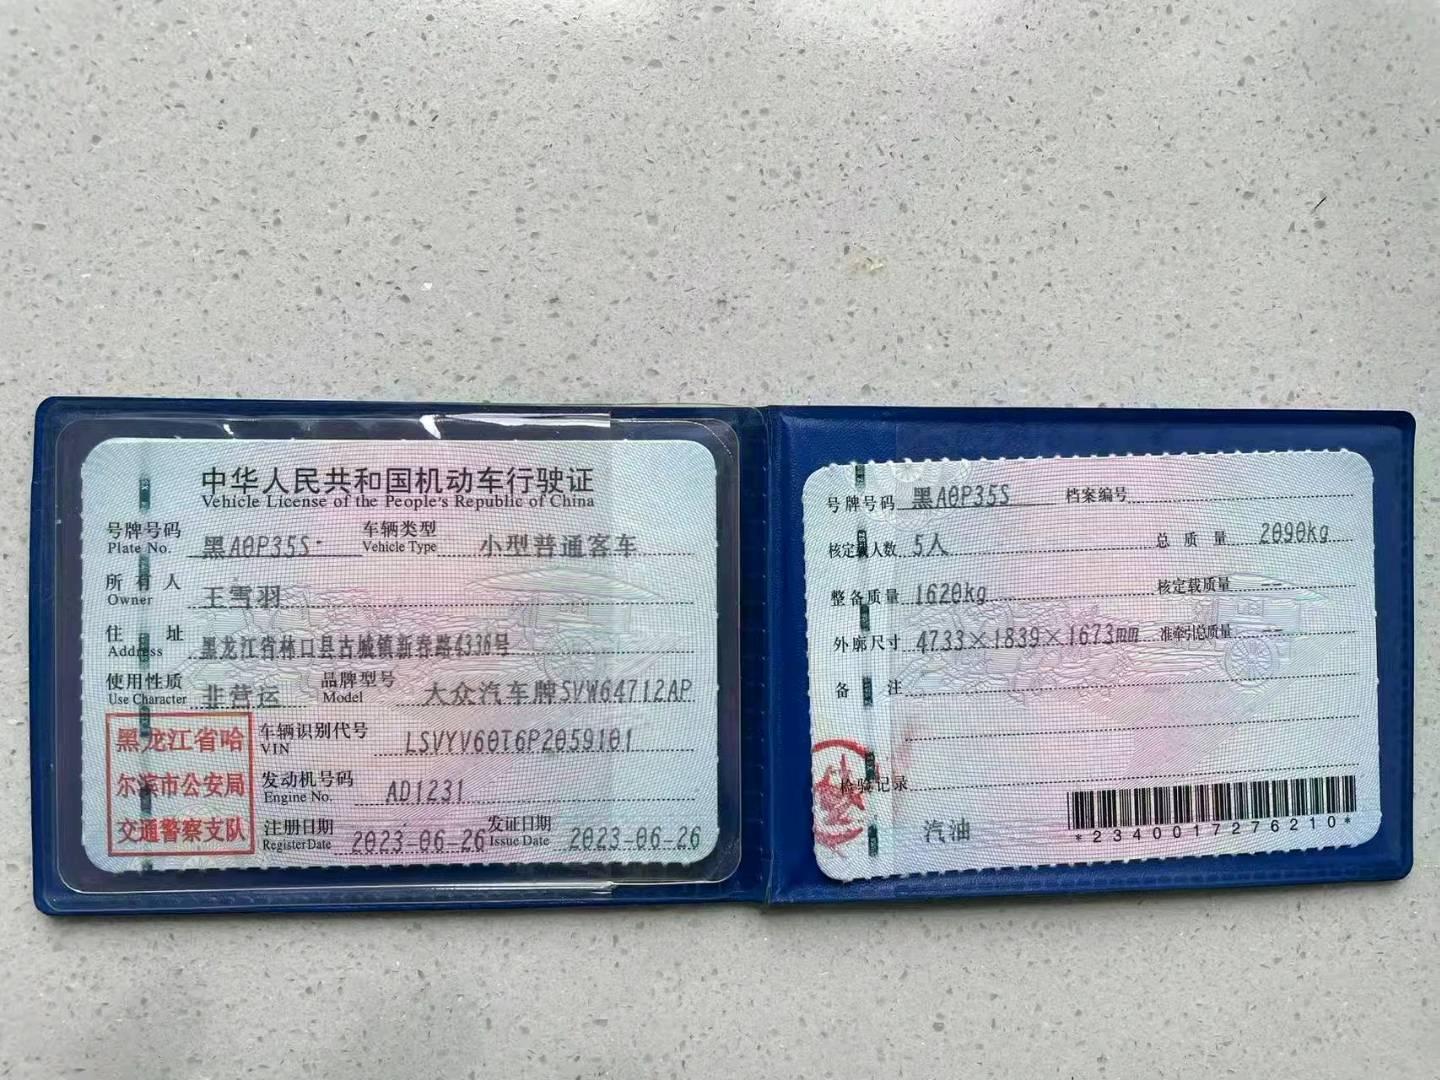 中华人民共和国机动车行驶证
Vehicle License of the People's Republic of China
号牌号码 黑A0P35S 车辆类型 小型普通客车
Plate No. Vehicle Type
所有人 王雪羽
Owner
住址 黑龙江省林口县古城镇新春路4336号
Address
使用性质 非营运 品牌型号 大众汽车牌SVW64712AP
Use Character Model
黑龙江省哈
尔滨市公安局
交通警察支队
车辆识别代号 LSVYV60T6P2059101
VIN
发动机号码 AD1231
Engine No.
注册日期 2023-06-26 发证日期 2023-06-26
Register Date Issue Date
号牌号码 黑A0P35S 档案编号
核定载人数 5人 总质量 2090kg
整备质量 1620kg 核定载质量 --
外廓尺寸 4733×1839×1673mm 准牵引总质量 --
备注
检验记录
汽油
*2340017276210*